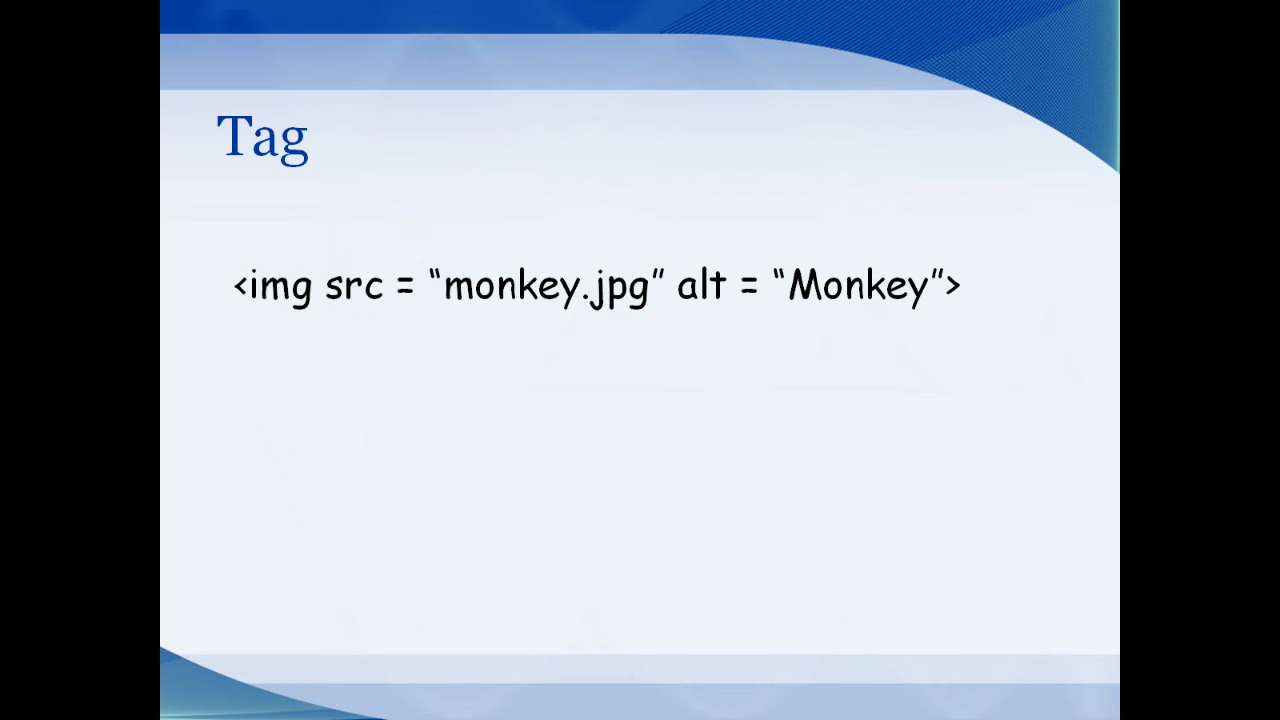 Tag
<img src = “monkey.jpg” alt = “Monkey”>